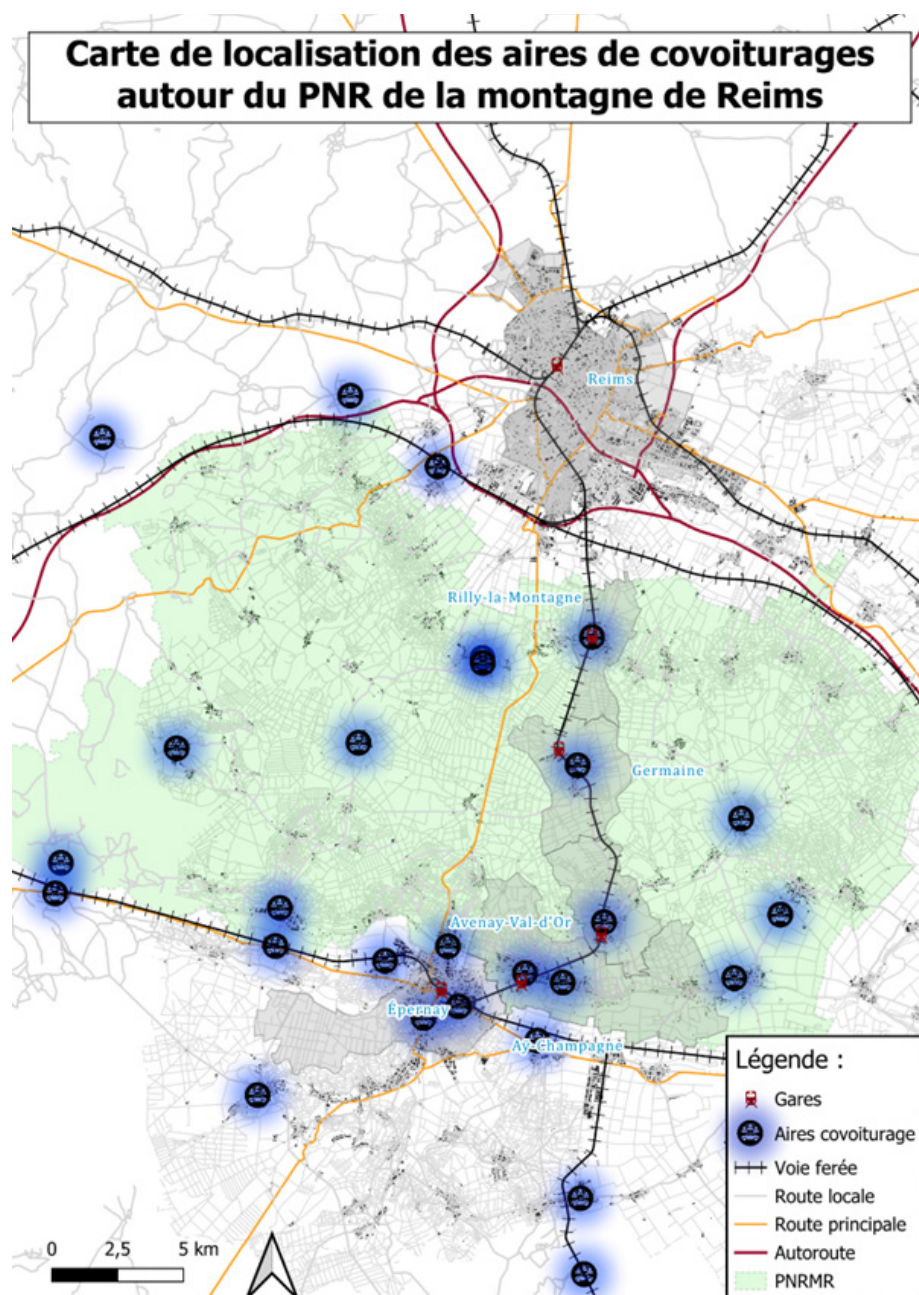 Carte de localisation des aires de covoiturages
autour du PNR de la montagne de Reims
Reims
Rilly-la-Montagne
Germaine
Avenay-Val-d'Or
Épernay
Aÿ-Champagne
Légende :
Gares
Aires covoiturage
Voie ferée
Route locale
Route principale
Autoroute
PNRMR
0 2,5 5 km